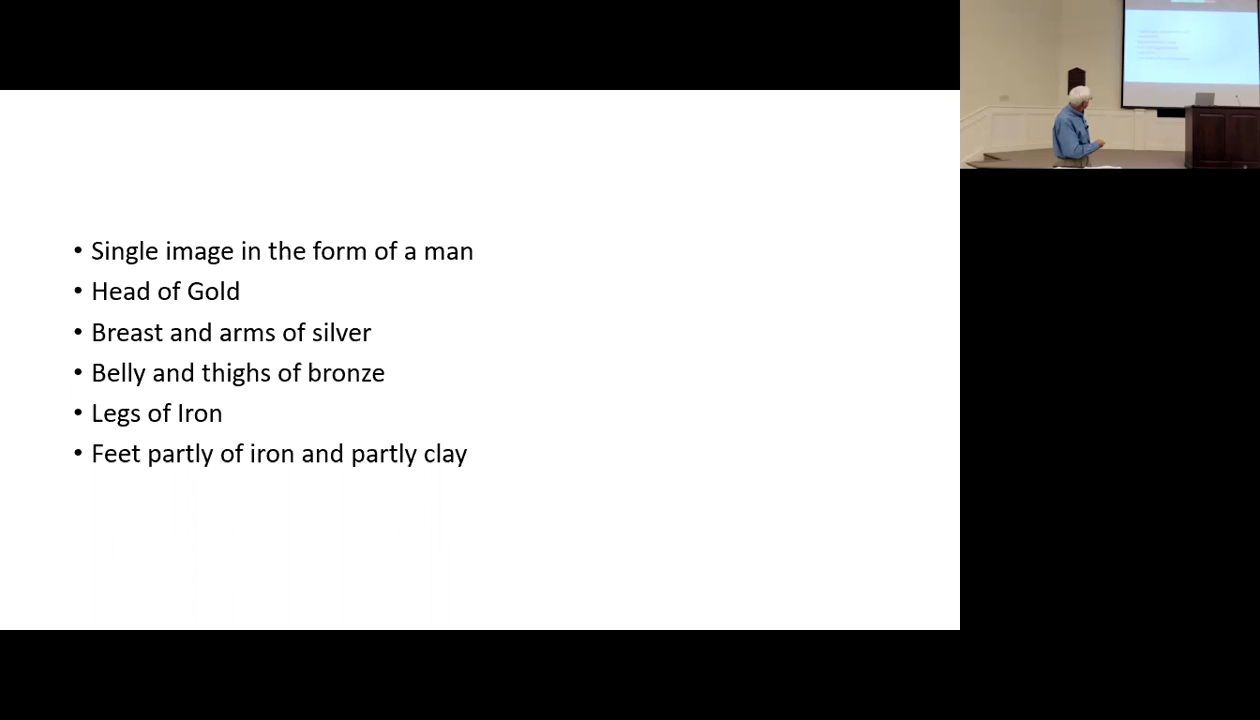 • Single image in the form of a man
• Head of Gold
• Breast and arms of silver
• Belly and thighs of bronze
• Legs of Iron
• Feet partly of iron and partly clay